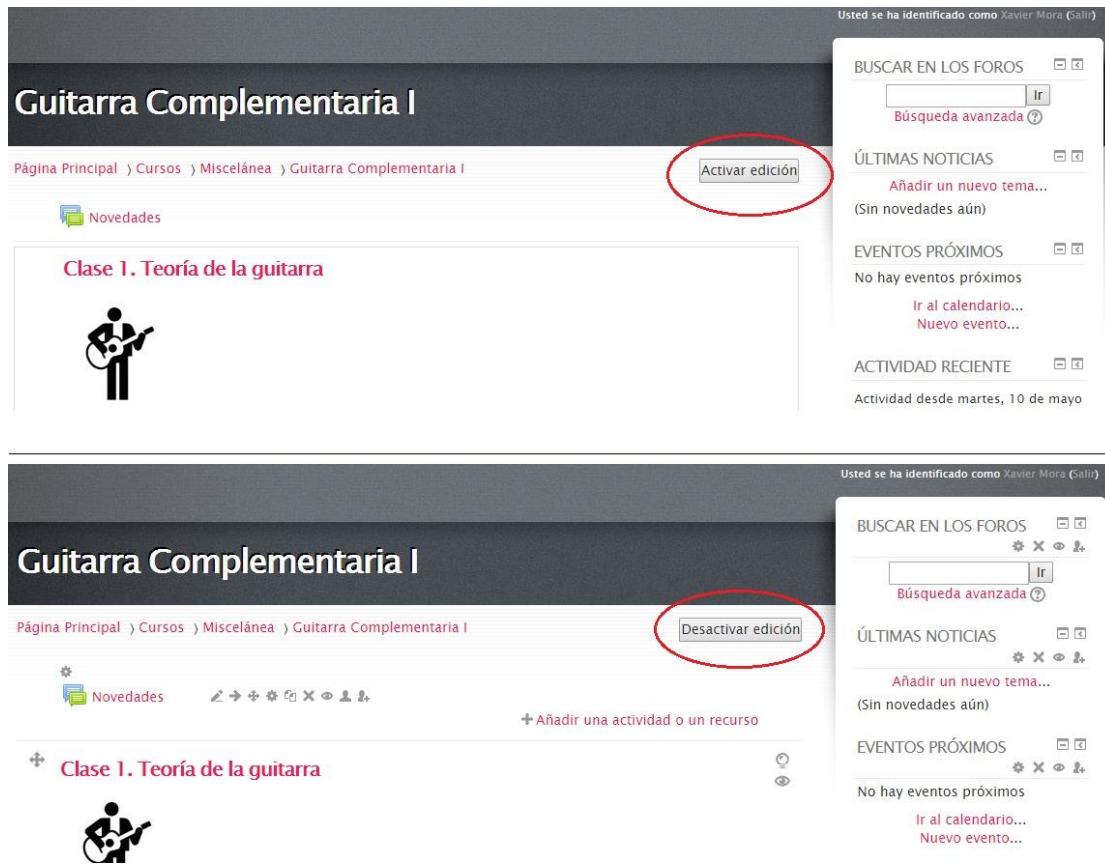 Usted se ha identificado como Xavier Mora (Salir)
Guitarra Complementaria I
Página Principal 〉Cursos 〉Miscelánea 〉Guitarra Complementaria I
Activar edición
Novedades
Clase 1. Teoría de la guitarra
BUSCAR EN LOS FOROS
Ir
Búsqueda avanzada ?
ÚLTIMAS NOTICIAS
Añadir un nuevo tema...
(Sin novedades aún)
EVENTOS PRÓXIMOS
No hay eventos próximos
Ir al calendario...
Nuevo evento...
ACTIVIDAD RECIENTE
Actividad desde martes, 10 de mayo
Usted se ha identificado como Xavier Mora (Salir)
Guitarra Complementaria I
Página Principal 〉Cursos 〉Miscelánea 〉Guitarra Complementaria I
Desactivar edición
Novedades
+ Añadir una actividad o un recurso
Clase 1. Teoría de la guitarra
BUSCAR EN LOS FOROS
Ir
Búsqueda avanzada ?
ÚLTIMAS NOTICIAS
Añadir un nuevo tema...
(Sin novedades aún)
EVENTOS PRÓXIMOS
No hay eventos próximos
Ir al calendario...
Nuevo evento...